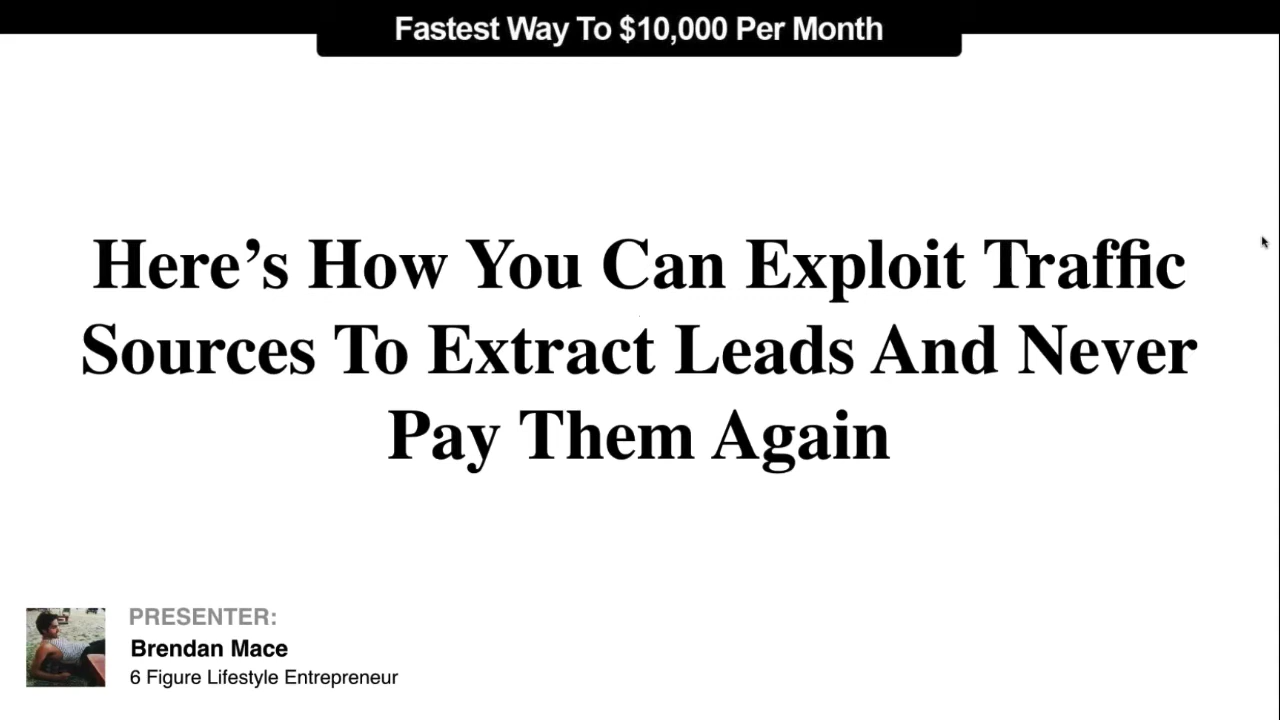 Fastest Way To $10,000 Per Month
Here’s How You Can Exploit Traffic
Sources To Extract Leads And Never
Pay Them Again
PRESENTER:
Brendan Mace
6 Figure Lifestyle Entrepreneur